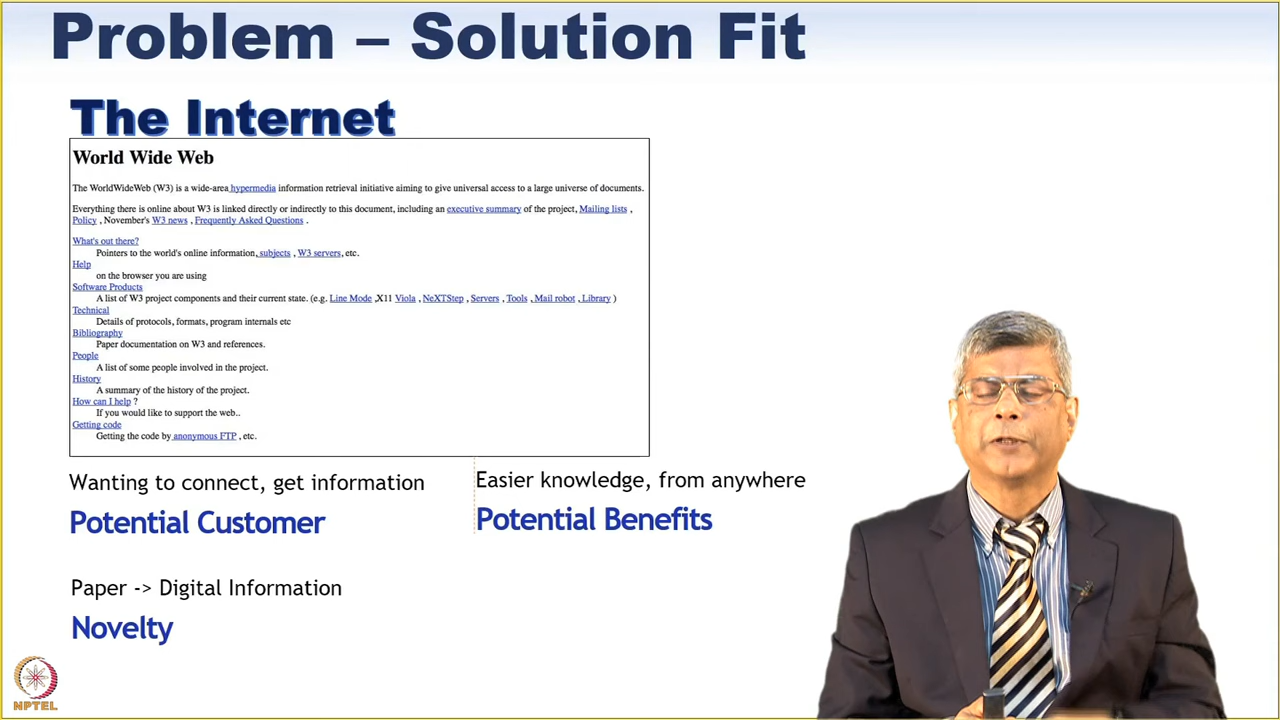 Problem – Solution Fit
The Internet
World Wide Web
The WorldWideWeb (W3) is a wide-area hypermedia information retrieval initiative aiming to give universal access to a large universe of documents.
Everything there is online about W3 is linked directly or indirectly to this document, including an executive summary of the project, Mailing lists ,
Policy , November's W3 news , Frequently Asked Questions .
What's out there?
Pointers to the world's online information, subjects , W3 servers, etc.
Help
on the browser you are using
Software Products
A list of W3 project components and their current state. (e.g. Line Mode ,X11 Viola , NeXTStep , Servers , Tools , Mail robot , Library )
Technical
Details of protocols, formats, program internals etc
Bibliography
Paper documentation on W3 and references.
People
A list of some people involved in the project.
History
A summary of the history of the project.
How can I help ?
If you would like to support the web..
Getting code
Getting the code by anonymous FTP , etc.
Wanting to connect, get information
Potential Customer
Easier knowledge, from anywhere
Potential Benefits
Paper -> Digital Information
Novelty
NPTEL